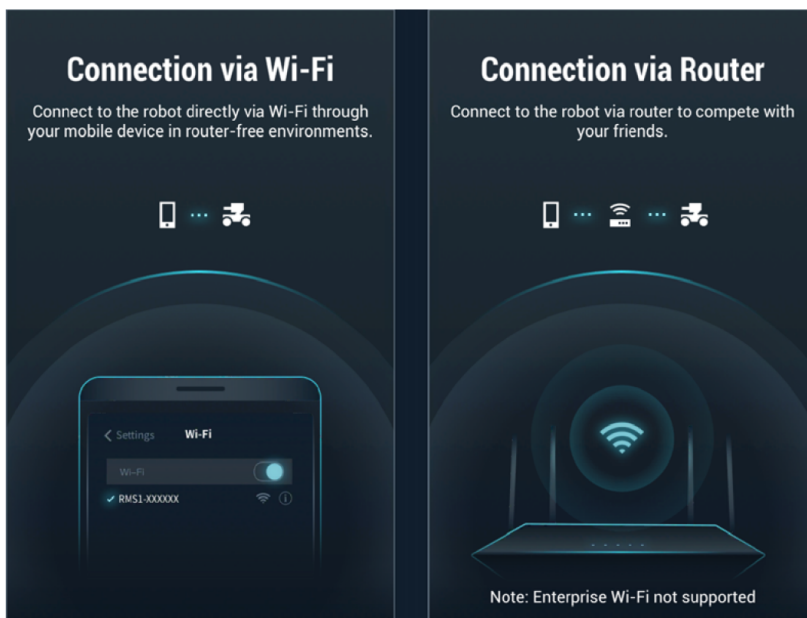 Connection via Wi-Fi
Connect to the robot directly via Wi-Fi through
your mobile device in router-free environments.
Settings
Wi-Fi
Wi-Fi
RMS1-XXXXXX
Connection via Router
Connect to the robot via router to compete with
your friends.
Note: Enterprise Wi-Fi not supported